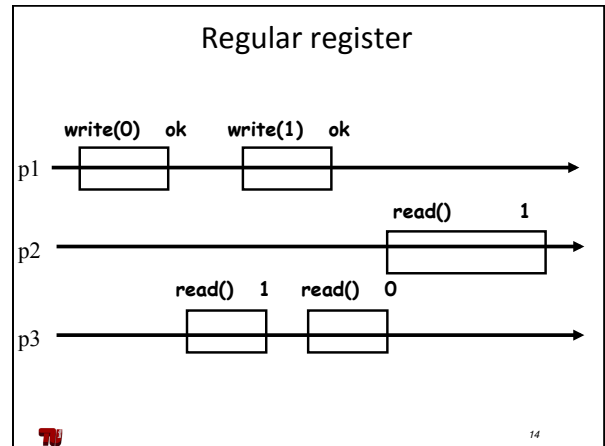 Regular register
write(0) ok write(1) ok
p1
read() 1
p2
read() 1 read() 0
p3
14